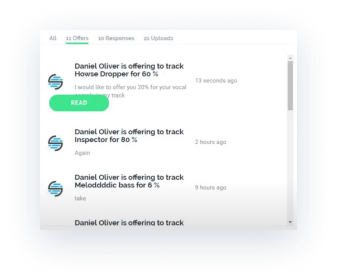 All 11 Offers 10 Responses 21 Uploads
Daniel Oliver is offering to track
Howse Dropper for 60 %
13 seconds ago
I would like to offer you 20% for your vocal
track
READ
Daniel Oliver is offering to track
Inspector for 80 %
2 hours ago
Again
Daniel Oliver is offering to track
Meloddddic bass for 6 %
9 hours ago
take
Daniel Oliver is offering to track